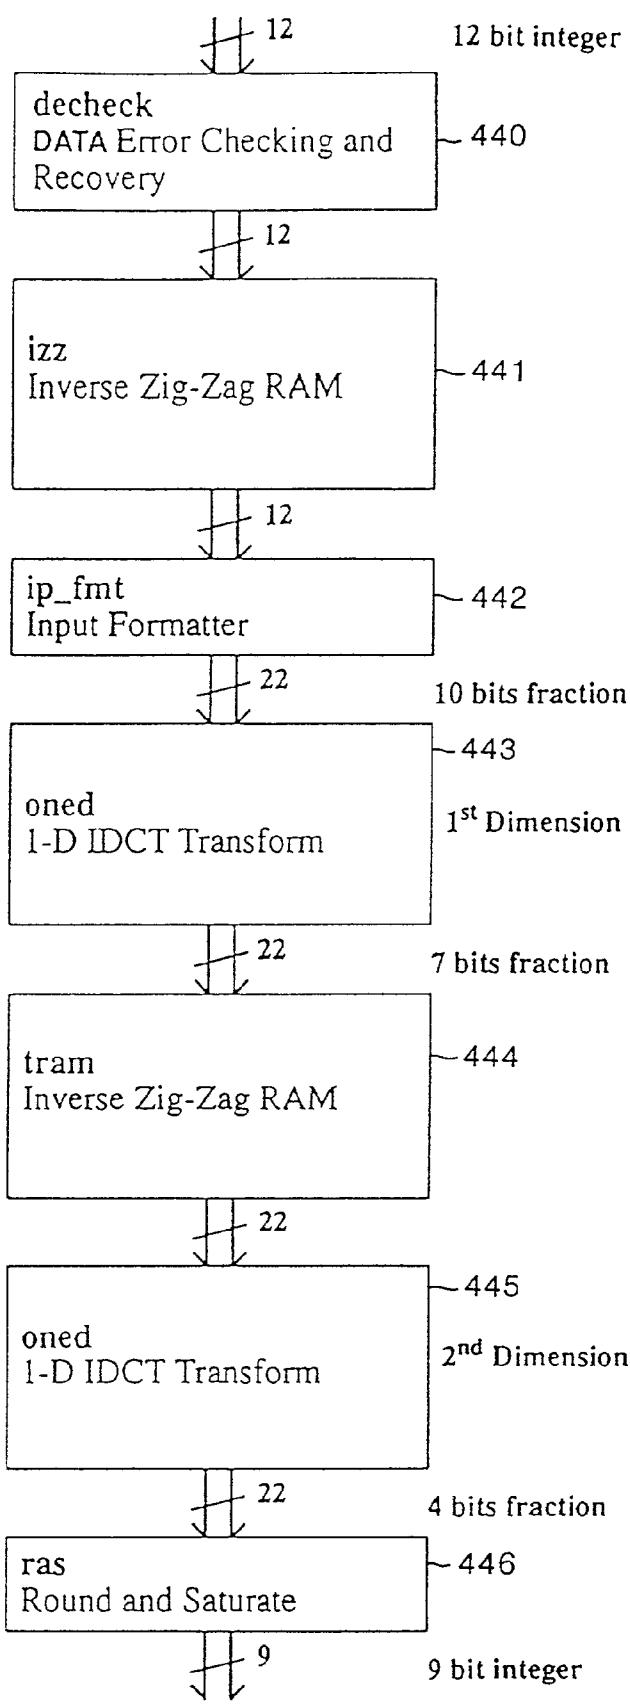 12 12 bit integer
decheck
DATA Error Checking and
Recovery
440
12
izz
Inverse Zig-Zag RAM
441
12
ip_fmt
Input Formatter
442
22 10 bits fraction
443
oned
1-D IDCT Transform
1st Dimension
22 7 bits fraction
tram
Inverse Zig-Zag RAM
444
22
445
oned
1-D IDCT Transform
2nd Dimension
22 4 bits fraction
ras
Round and Saturate
446
9 9 bit integer